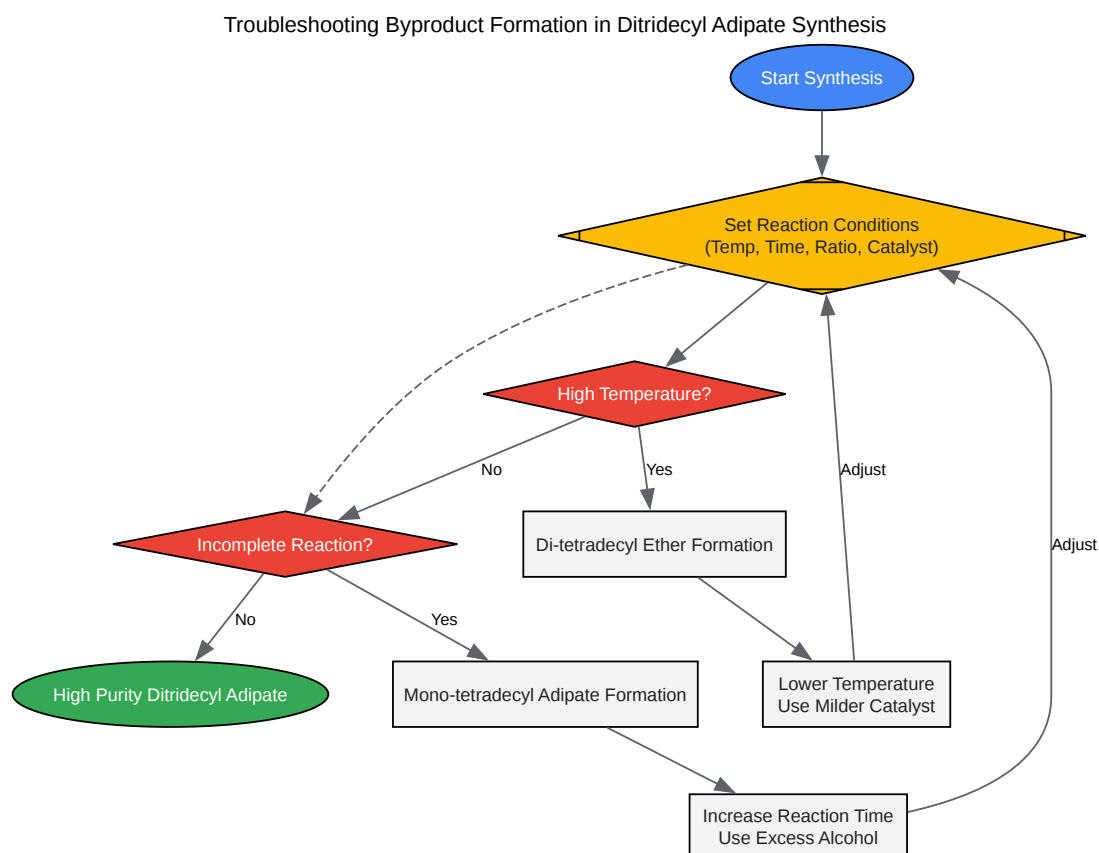 Troubleshooting Byproduct Formation in Ditridecyl Adipate Synthesis
Start Synthesis
Set Reaction Conditions
(Temp, Time, Ratio, Catalyst)
High Temperature?
No
Yes
Adjust
Incomplete Reaction?
Di-tetradecyl Ether Formation
Adjust
No
Yes
High Purity Ditridecyl Adipate
Mono-tetradecyl Adipate Formation
Lower Temperature
Use Milder Catalyst
Increase Reaction Time
Use Excess Alcohol